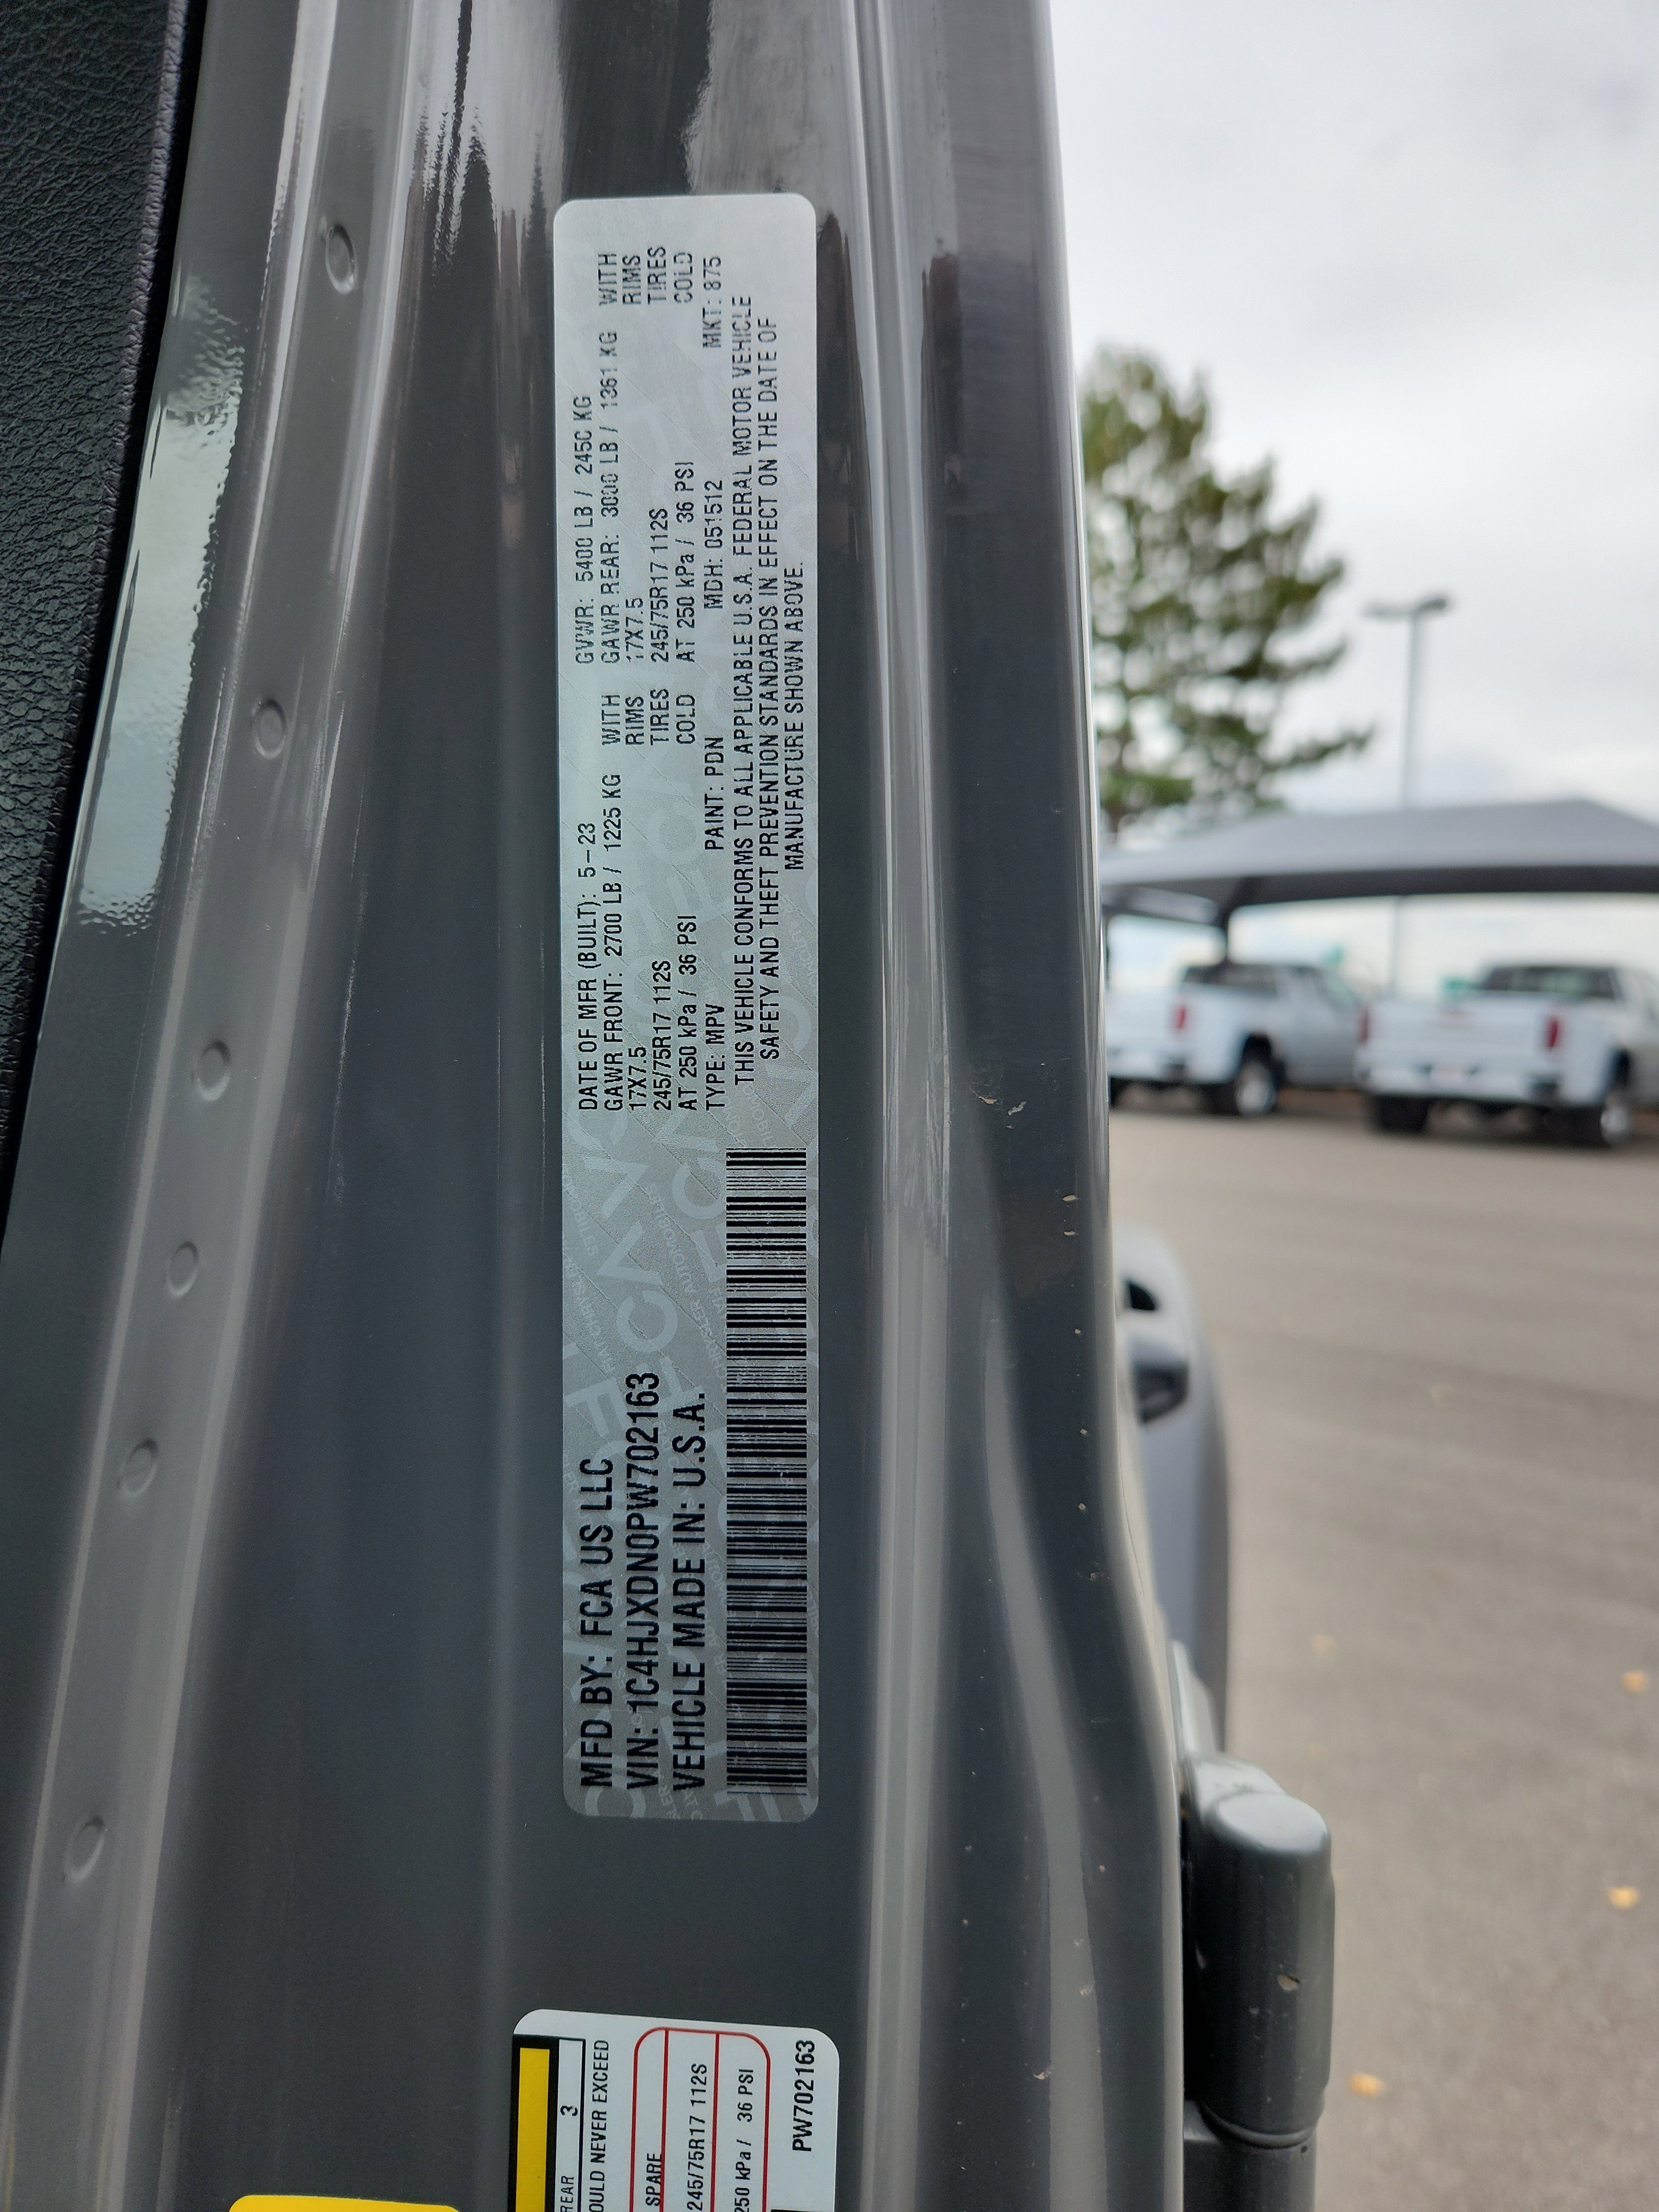 MFD BY: FCA US LLC
VIN: 1C4HJXDN0PW702163
VEHICLE MADE IN: U.S.A.
DATE OF MFR (BUILT): 5-23 GVWR: 5400 LB / 2450 KG
GAWR FRONT: 2700 LB / 1225 KG WITH GAWR REAR: 3000 LB / 1361 KG WITH
17X7.5 RIMS 17X7.5 RIMS
245/75R17 112S TIRES 245/75R17 112S TIRES
AT 250 kPa / 36 PSI COLD AT 250 kPa / 36 PSI COLD
TYPE: MPV PAINT: PDN MDH: 051512 MKT: 875
THIS VEHICLE CONFORMS TO ALL APPLICABLE U.S.A. FEDERAL MOTOR VEHICLE
SAFETY AND THEFT PREVENTION STANDARDS IN EFFECT ON THE DATE OF
MANUFACTURE SHOWN ABOVE.
REAR 3
OULD NEVER EXCEED
SPARE
245/75R17 112S
250 kPa / 36 PSI
PW702163